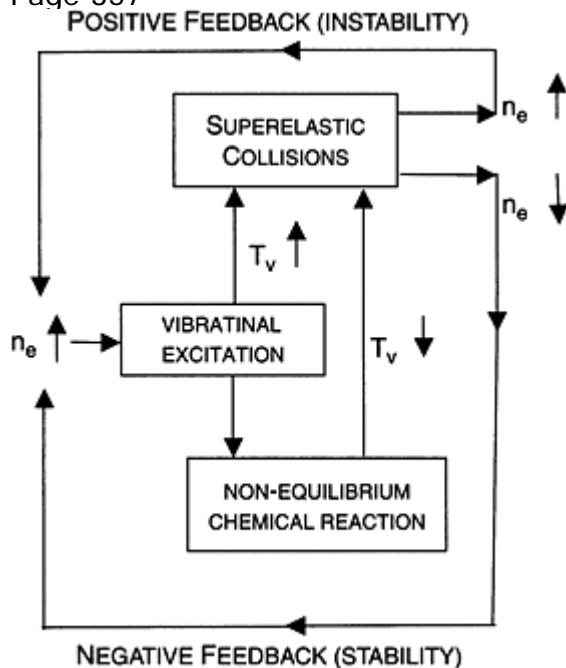 POSITIVE FEEDBACK (INSTABILITY)
SUPERELASTIC
COLLISIONS
nₑ
nₑ
Tᵥ
VIBRATINAL
EXCITATION
nₑ
Tᵥ
NON-EQUILIBRIUM
CHEMICAL REACTION
NEGATIVE FEEDBACK (STABILITY)